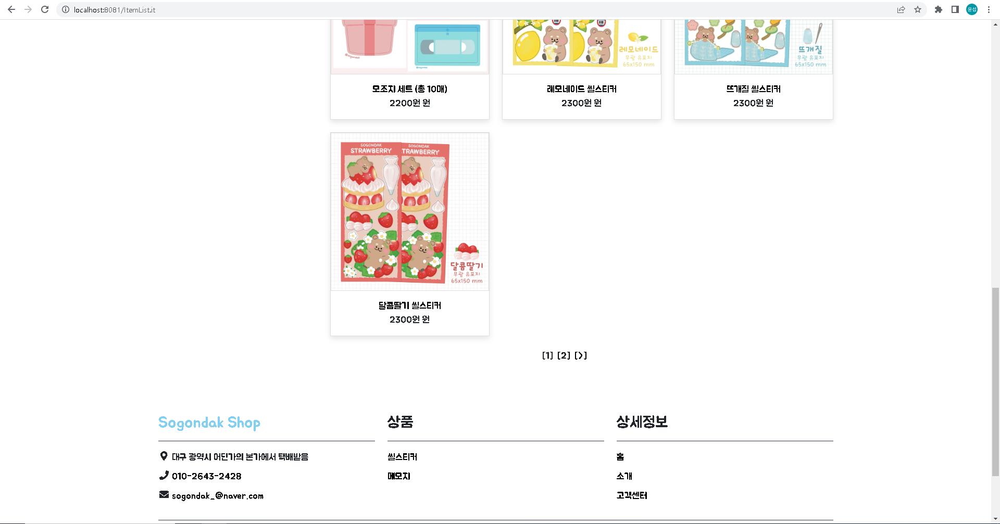 localhost:8081/ItemList.it
윤섭
@sogondak
@sogondak
레모네이드
무광 유포지
65x150 mm
뜨개질
무광 유포지
65x150 mm
모조지 세트 (총 10매)
2200원 원
레모네이드 씰스티커
2300원 원
뜨개질 씰스티커
2300원 원
SOGONDAK
STRAWBERRY
SOGONDAK
TRAWBERRY
달콤딸기
무광 유포지
65x150 mm
달콤딸기 씰스티커
2300원 원
[1] [2] [>]
Sogondak Shop
대구 광역시 어딘가의 본가에서 택배받음
010-2643-2428
sogondak_@naver.com
상품
씰스티커
메모지
상세정보
홈
소개
고객센터